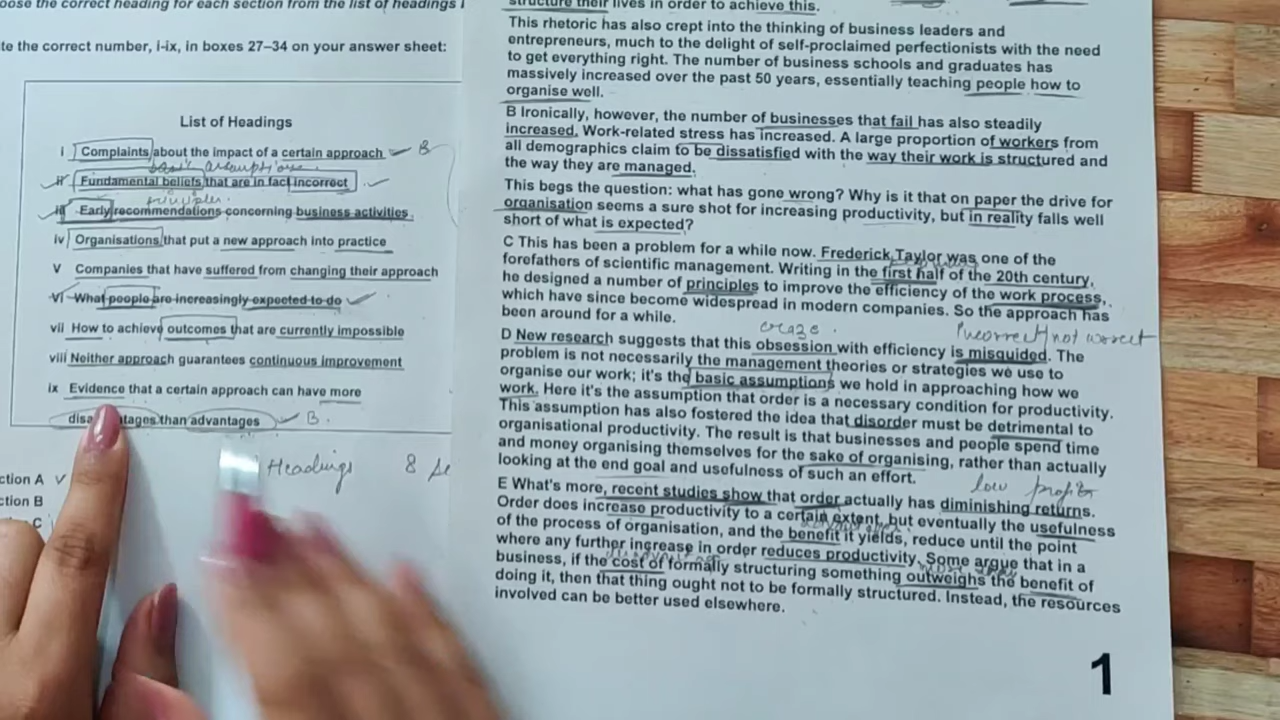 oose the correct heading for each section from the list of headings
te the correct number, i-ix, in boxes 27–34 on your answer sheet:
List of Headings
i Complaints about the impact of a certain approach B
basic assumptions
ii Fundamental beliefs that are in fact incorrect
principles
iii Early recommendations concerning business activities
iv Organisations that put a new approach into practice
v Companies that have suffered from changing their approach
vi What people are increasingly expected to do
vii How to achieve outcomes that are currently impossible
viii Neither approach guarantees continuous improvement
ix Evidence that a certain approach can have more
disa tages than advantages B.
Headings 8 Se
ction A v
ction B
C
structure their lives in order to achieve this.
This rhetoric has also crept into the thinking of business leaders and
entrepreneurs, much to the delight of self-proclaimed perfectionists with the need
to get everything right. The number of business schools and graduates has
massively increased over the past 50 years, essentially teaching people how to
organise well.
B Ironically, however, the number of businesses that fail has also steadily
increased. Work-related stress has increased. A large proportion of workers from
all demographics claim to be dissatisfied with the way their work is structured and
the way they are managed.
This begs the question: what has gone wrong? Why is it that on paper the drive for
organisation seems a sure shot for increasing productivity, but in reality falls well
short of what is expected?
C This has been a problem for a while now. Frederick Taylor was one of the
forefathers of scientific management. Writing in the first half of the 20th century,
he designed a number of principles to improve the efficiency of the work process,
which have since become widespread in modern companies. So the approach has
been around for a while.
craze. Incorrect/not correct
D New research suggests that this obsession with efficiency is misguided. The
problem is not necessarily the management theories or strategies we use to
organise our work; it's the basic assumptions we hold in approaching how we
work. Here it's the assumption that order is a necessary condition for productivity.
This assumption has also fostered the idea that disorder must be detrimental to
organisational productivity. The result is that businesses and people spend time
and money organising themselves for the sake of organising, rather than actually
looking at the end goal and usefulness of such an effort.
low profits
E What's more, recent studies show that order actually has diminishing returns.
Order does increase productivity to a certain extent, but eventually the usefulness
of the process of organisation, and the benefit it yields, reduce until the point
where any further increase in order reduces productivity. Some argue that in a
business, if the cost of formally structuring something outweighs the benefit of
doing it, then that thing ought not to be formally structured. Instead, the resources
involved can be better used elsewhere.
1